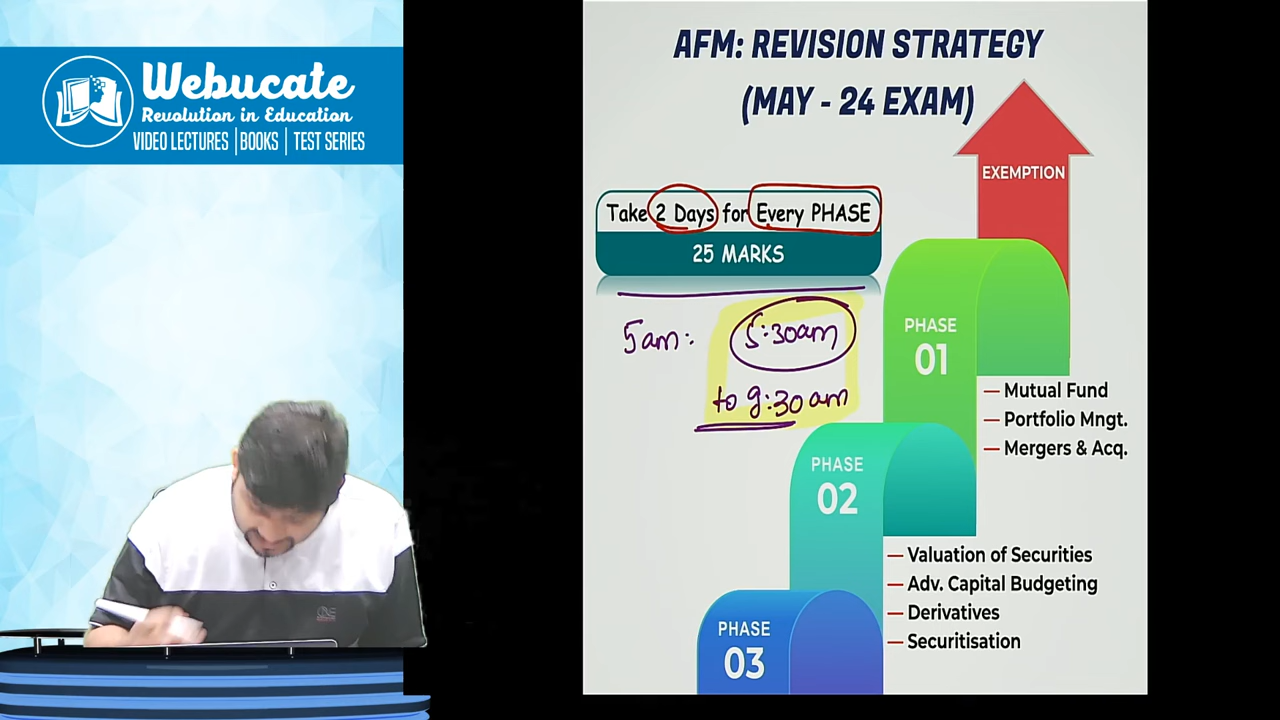 Webucate
Revolution in Education
VIDEO LECTURES | BOOKS | TEST SERIES
AFM: REVISION STRATEGY
(MAY - 24 EXAM)
EXEMPTION
Take 2 Days for Every PHASE
25 MARKS
5am: 5:30am
to 9:30am
PHASE
01
Mutual Fund
Portfolio Mngt.
Mergers & Acq.
PHASE
02
Valuation of Securities
Adv. Capital Budgeting
Derivatives
Securitisation
PHASE
03